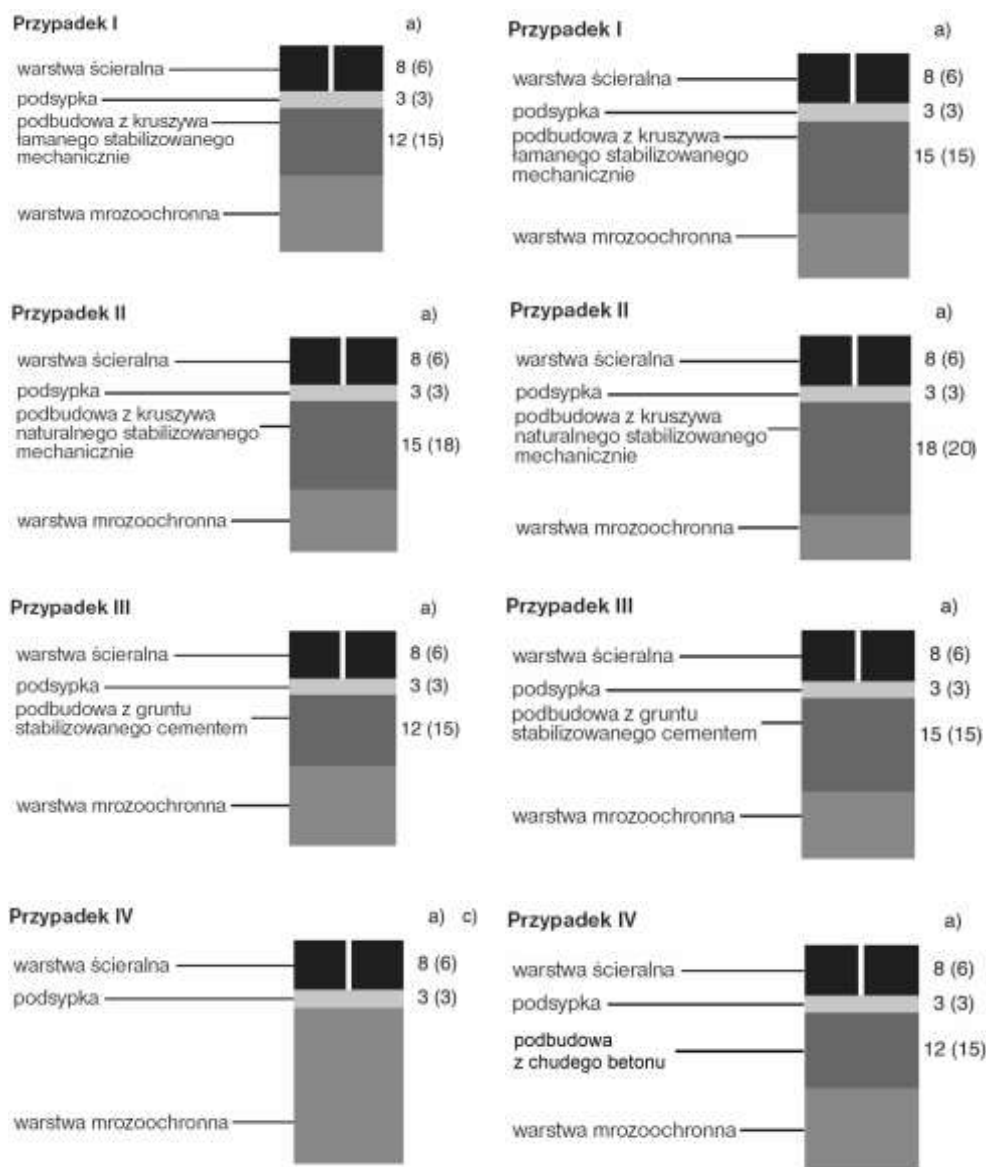 Przypadek I a)
warstwa ścieralna 8 (6)
podsypka 3 (3)
podbudowa z kruszywa
łamanego stabilizowanego 12 (15)
mechanicznie
warstwa mrozoochronna
Przypadek I a)
warstwa ścieralna 8 (6)
podsypka 3 (3)
podbudowa z kruszywa
łamanego stabilizowanego 15 (15)
mechanicznie
warstwa mrozoochronna
Przypadek II a)
warstwa ścieralna 8 (6)
podsypka 3 (3)
podbudowa z kruszywa
naturalnego stabilizowanego 15 (18)
mechanicznie
warstwa mrozoochronna
Przypadek II a)
warstwa ścieralna 8 (6)
podsypka 3 (3)
podbudowa z kruszywa
naturalnego stabilizowanego 18 (20)
mechanicznie
warstwa mrozoochronna
Przypadek III a)
warstwa ścieralna 8 (6)
podsypka 3 (3)
podbudowa z gruntu
stabilizowanego cementem 12 (15)
warstwa mrozoochronna
Przypadek III a)
warstwa ścieralna 8 (6)
podsypka 3 (3)
podbudowa z gruntu
stabilizowanego cementem 15 (15)
warstwa mrozoochronna
Przypadek IV a) c)
warstwa ścieralna 8 (6)
podsypka 3 (3)
warstwa mrozoochronna
Przypadek IV a)
warstwa ścieralna 8 (6)
podsypka 3 (3)
podbudowa 12 (15)
z chudego betonu
warstwa mrozoochronna